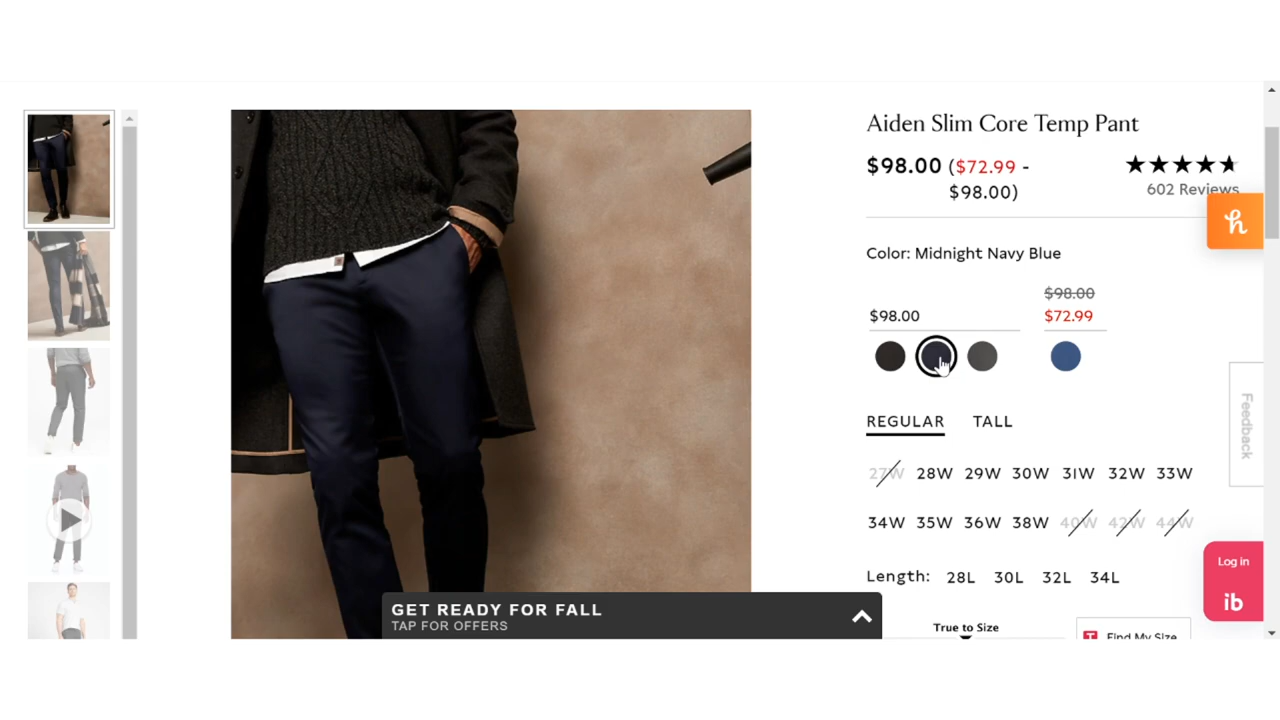 Aiden Slim Core Temp Pant
$98.00 ($72.99 -
$98.00)
602 Reviews
h
Color: Midnight Navy Blue
$98.00
$98.00
$72.99
REGULAR TALL
27W 28W 29W 30W 31W 32W 33W
34W 35W 36W 38W 40W 42W 44W
Length: 28L 30L 32L 34L
True to Size
Find My Size
Feedback
Log in
ib
GET READY FOR FALL
TAP FOR OFFERS